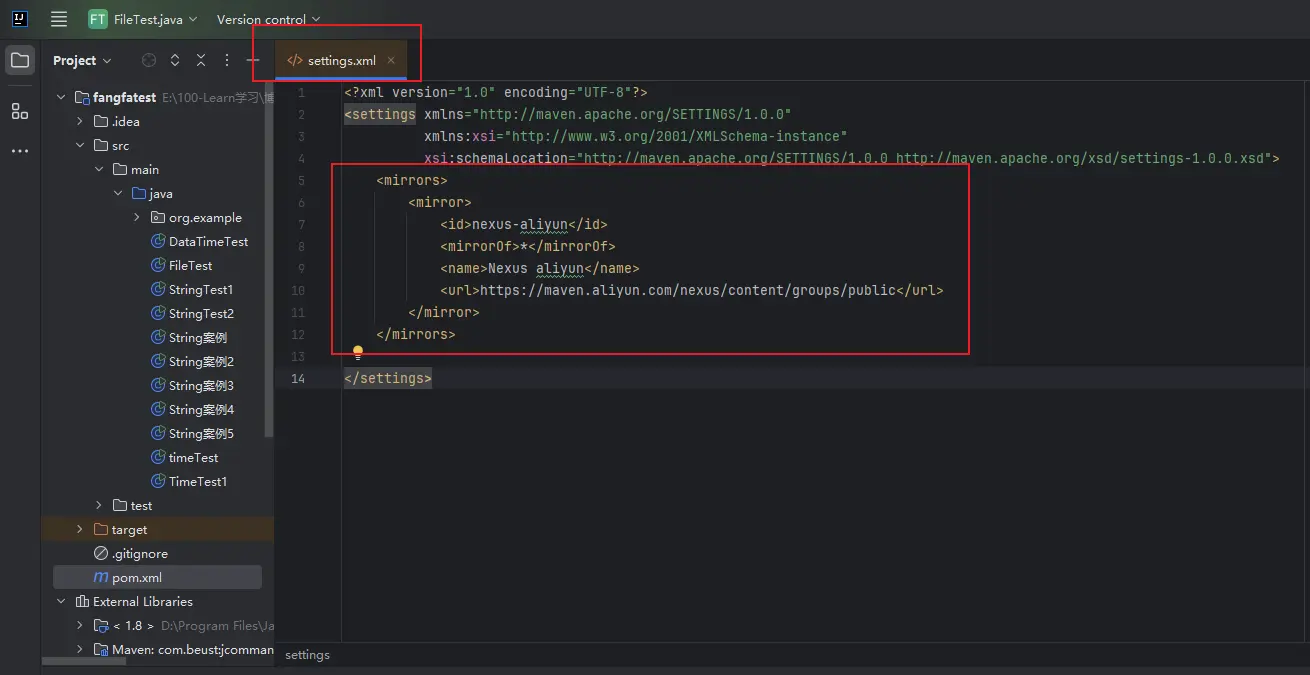 FT FileTest.java Version control
Project
settings.xml
fangfatest E:\100-Learn学习\
.idea
src
main
java
org.example
DataTimeTest
FileTest
StringTest1
StringTest2
String案例
String案例2
String案例3
String案例4
String案例5
timeTest
TimeTest1
test
target
.gitignore
pom.xml
External Libraries
< 1.8 > D:\Program Files\Ja
Maven: com.beust:jcomman
1 <?xml version="1.0" encoding="UTF-8"?>
2 <settings xmlns="http://maven.apache.org/SETTINGS/1.0.0"
3 xmlns:xsi="http://www.w3.org/2001/XMLSchema-instance"
4 xsi:schemaLocation="http://maven.apache.org/SETTINGS/1.0.0 http://maven.apache.org/xsd/settings-1.0.0.xsd">
5 <mirrors>
6 <mirror>
7 <id>nexus-aliyun</id>
8 <mirrorOf>*</mirrorOf>
9 <name>Nexus aliyun</name>
10 <url>https://maven.aliyun.com/nexus/content/groups/public</url>
11 </mirror>
12 </mirrors>
13
14 </settings>
settings